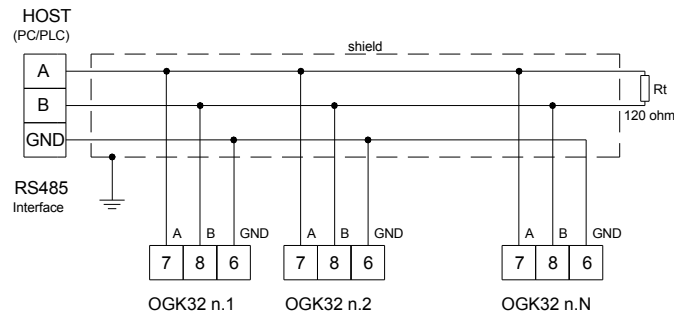 HOST
(PC/PLC)
shield
A
B
GND
Rt
120 ohm
RS485
Interface
A B GND
7 8 6
OGK32 n.1
A B GND
7 8 6
OGK32 n.2
A B GND
7 8 6
OGK32 n.N